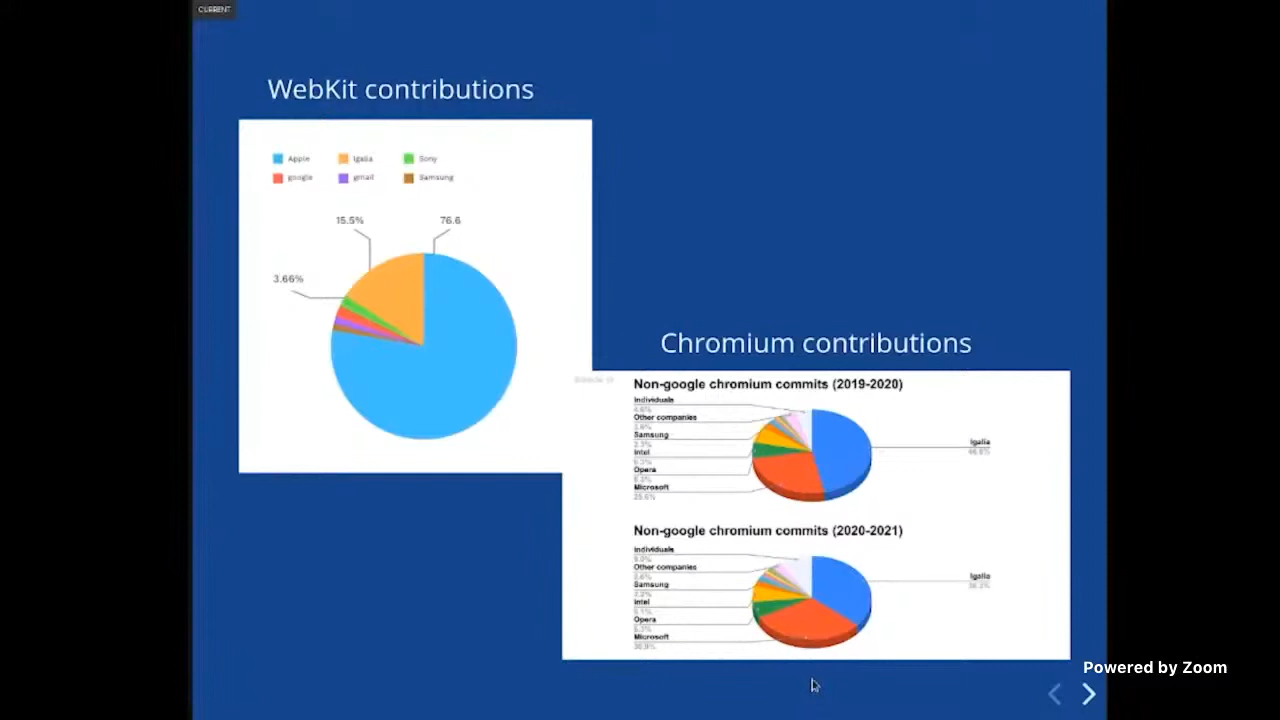 CURRENT
WebKit contributions
Apple Igalia Sony
google gmail Samsung
15.5% 76.6
3.66%
Chromium contributions
Non-google chromium commits (2019-2020)
Individuals
Other companies
Samsung
Igalia
Intel
Opera
Microsoft
Non-google chromium commits (2020-2021)
Individuals
Other companies
Igalia
Samsung
Intel
Opera
Microsoft
Powered by Zoom